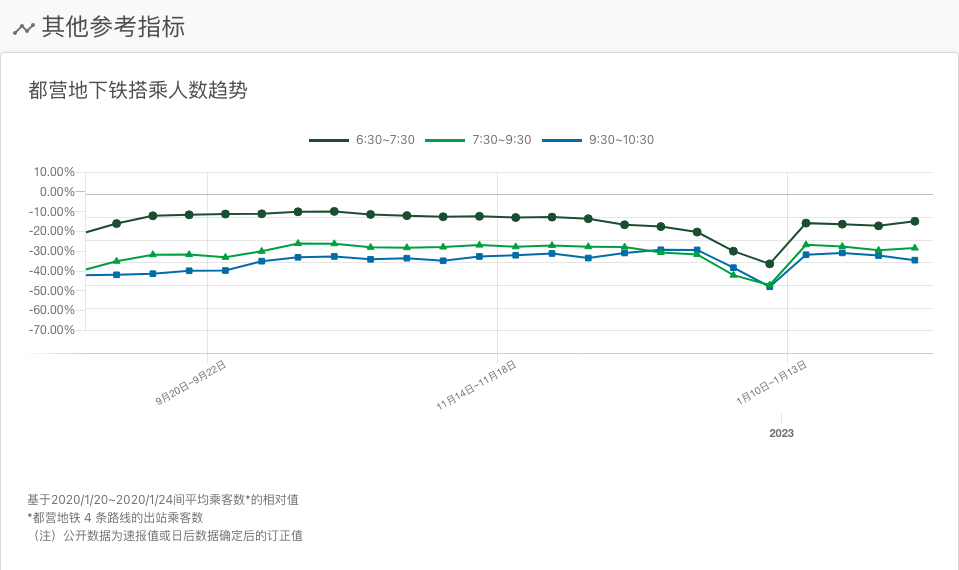 其他参考指标
都营地下铁搭乘人数趋势
6:30~7:30 7:30~9:30 9:30~10:30
10.00%
0.00%
-10.00%
-20.00%
-30.00%
-40.00%
-50.00%
-60.00%
-70.00%
9月20日~9月22日 11月14日~11月18日 1月10日~1月13日
2023
基于2020/1/20~2020/1/24间平均乘客数*的相对值
*都营地铁 4 条路线的出站乘客数
（注）公开数据为速报值或日后数据确定后的订正值